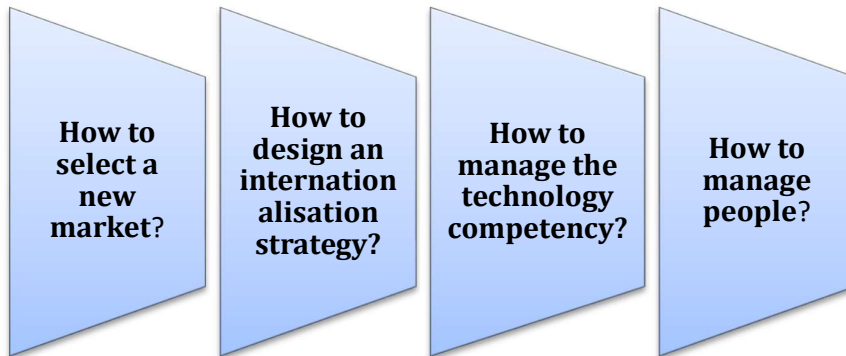 How to
select a
new
market?
How to
design an
internation
alisation
strategy?
How to
manage the
technology
competency?
How to
manage
people?